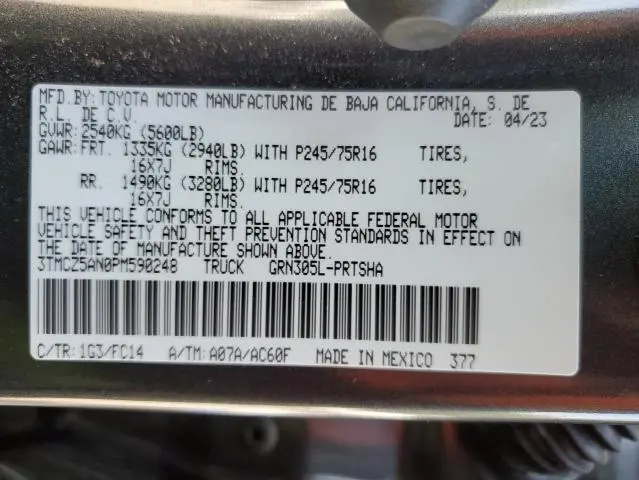 MFD.BY:TOYOTA MOTOR MANUFACTURING DE BAJA CALIFORNIA, S. DE
R.L. DE C.V. DATE: 04/23
GVWR:2540KG (5600LB)
GAWR:FRT. 1335KG (2940LB) WITH P245/75R16 TIRES,
16X7J RIMS.
RR. 1490KG (3280LB) WITH P245/75R16 TIRES,
16X7J RIMS.
THIS VEHICLE CONFORMS TO ALL APPLICABLE FEDERAL MOTOR
VEHICLE SAFETY AND THEFT PREVENTION STANDARDS IN EFFECT ON
THE DATE OF MANUFACTURE SHOWN ABOVE.
3TMCZ5AN0PM590248 TRUCK GRN305L-PRTSHA
C/TR:1G3/FC14 A/TM:A07A/AC60F MADE IN MEXICO 377